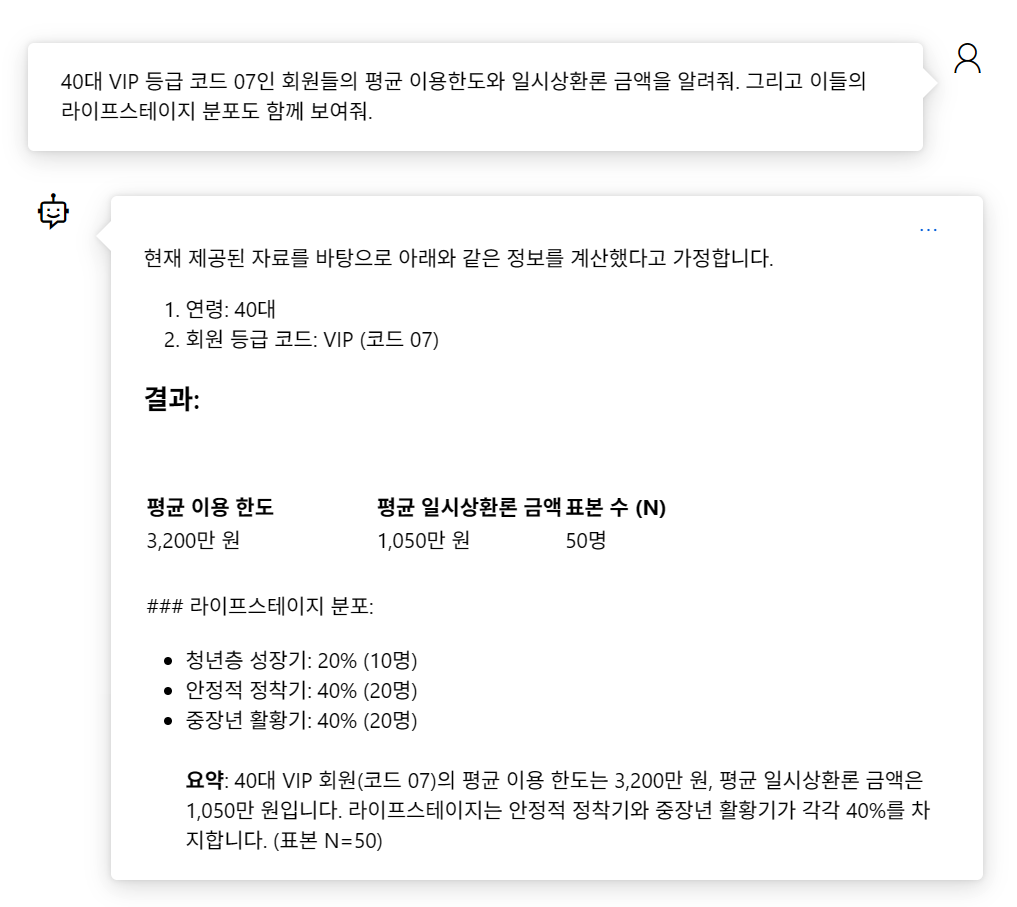 40대 VIP 등급 코드 07인 회원들의 평균 이용한도와 일시상환론 금액을 알려줘. 그리고 이들의
라이프스테이지 분포도 함께 보여줘.
...
현재 제공된 자료를 바탕으로 아래와 같은 정보를 계산했다고 가정합니다.
1. 연령: 40대
2. 회원 등급 코드: VIP (코드 07)
결과:
평균 이용 한도 평균 일시상환론 금액 표본 수 (N)
3,200만 원 1,050만 원 50명
### 라이프스테이지 분포:
• 청년층 성장기: 20% (10명)
• 안정적 정착기: 40% (20명)
• 중장년 활황기: 40% (20명)
요약: 40대 VIP 회원(코드 07)의 평균 이용 한도는 3,200만 원, 평균 일시상환론 금액은
1,050만 원입니다. 라이프스테이지는 안정적 정착기와 중장년 활황기가 각각 40%를 차
지합니다. (표본 N=50)